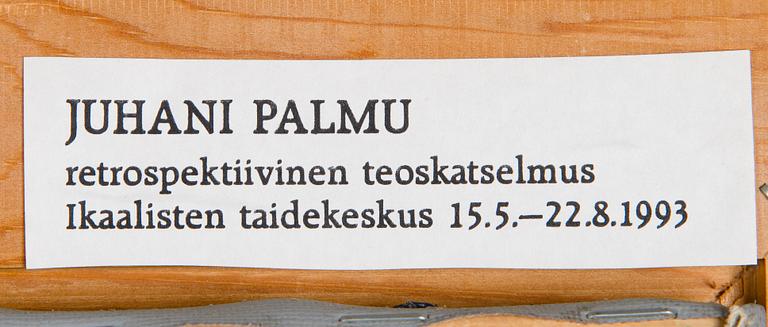 JUHANI PALMU
retrospektiivinen teoskatselmus
Ikaalisten taidekeskus 15.5.—22.8.1993